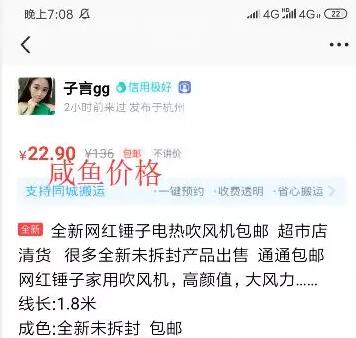 晚上7:08 4G 4G 22
子言gg 信用极好
2小时前来过 发布于杭州
¥22.90 ¥136 包邮 不讲价
咸鱼价格
支持同城搬运 ·一键预约 ·收费透明 ·省心搬运
全新 全新网红锤子电热吹风机包邮 超市店
清货 很多全新未拆封产品出售 通通包邮
网红锤子家用吹风机，高颜值，大风力......
线长:1.8米
成色:全新未拆封 包邮